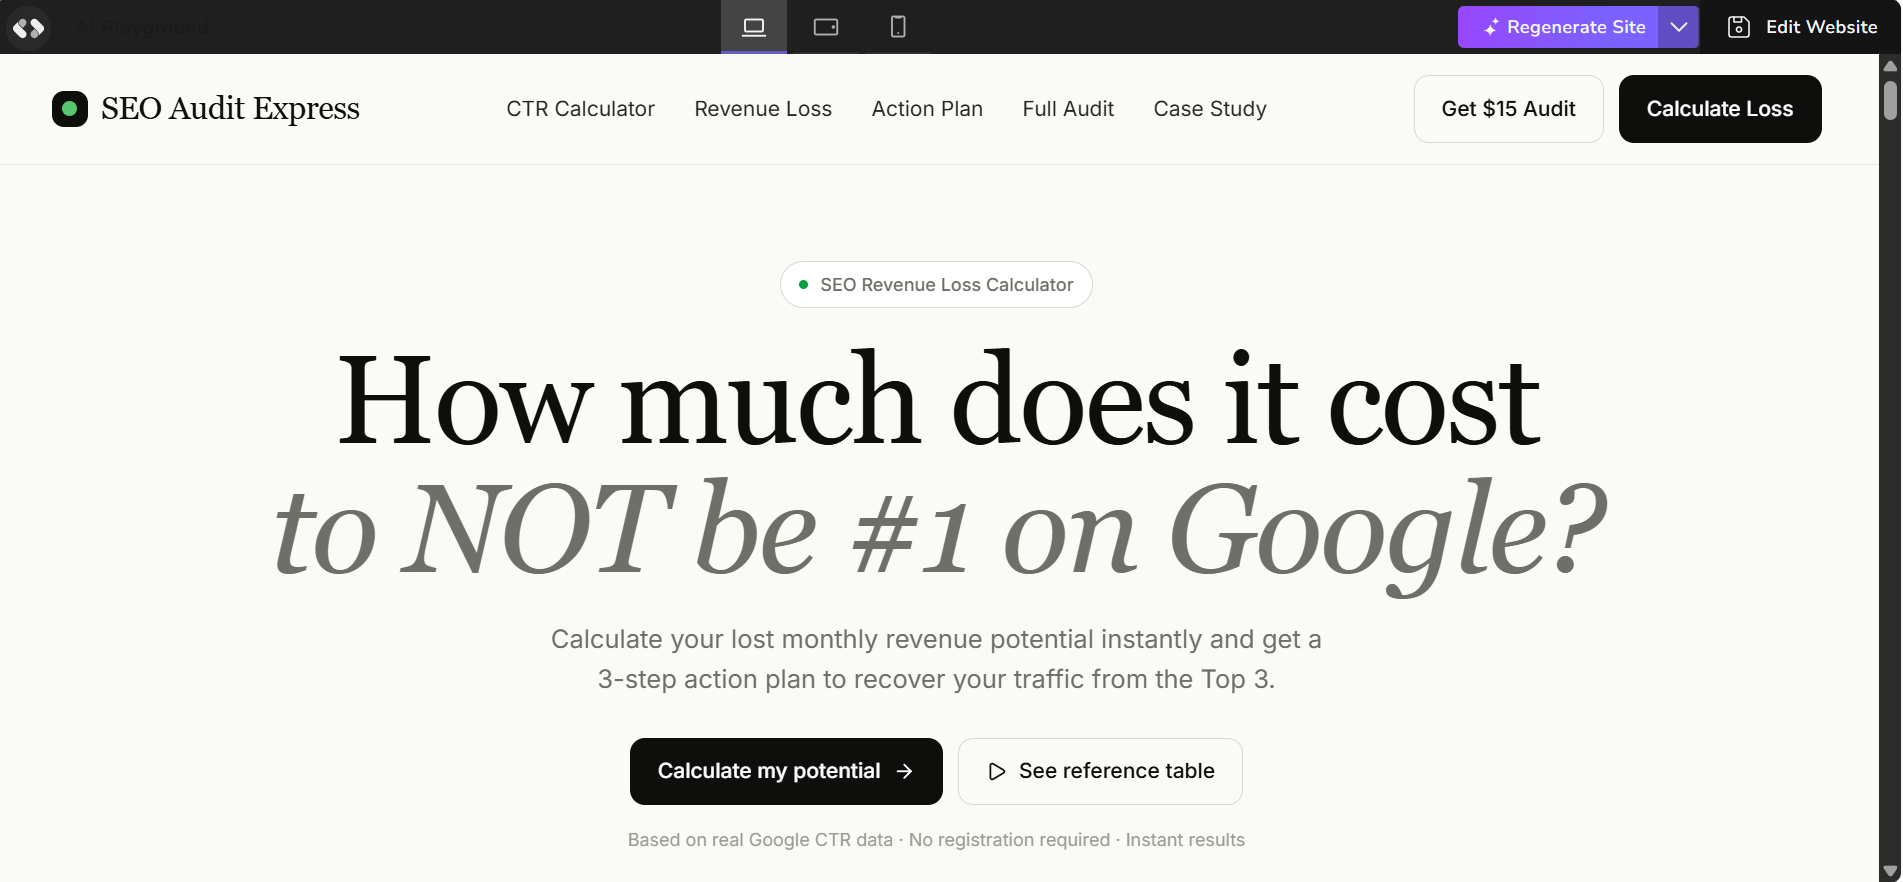 AI Playground
Regenerate Site
Edit Website
SEO Audit Express
CTR Calculator
Revenue Loss
Action Plan
Full Audit
Case Study
Get $15 Audit
Calculate Loss
SEO Revenue Loss Calculator
How much does it cost
to NOT be #1 on Google?
Calculate your lost monthly revenue potential instantly and get a
3-step action plan to recover your traffic from the Top 3.
Calculate my potential
See reference table
Based on real Google CTR data · No registration required · Instant results